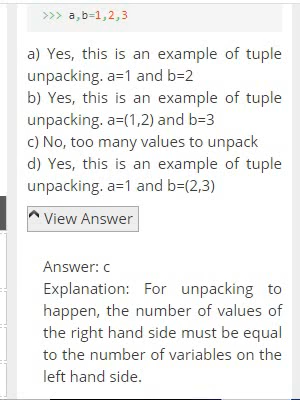 >>> a,b=1,2,3
a) Yes, this is an example of tuple
unpacking. a=1 and b=2
b) Yes, this is an example of tuple
unpacking. a=(1,2) and b=3
c) No, too many values to unpack
d) Yes, this is an example of tuple
unpacking. a=1 and b=(2,3)
View Answer
Answer: c
Explanation: For unpacking to
happen, the number of values of
the right hand side must be equal
to the number of variables on the
left hand side.